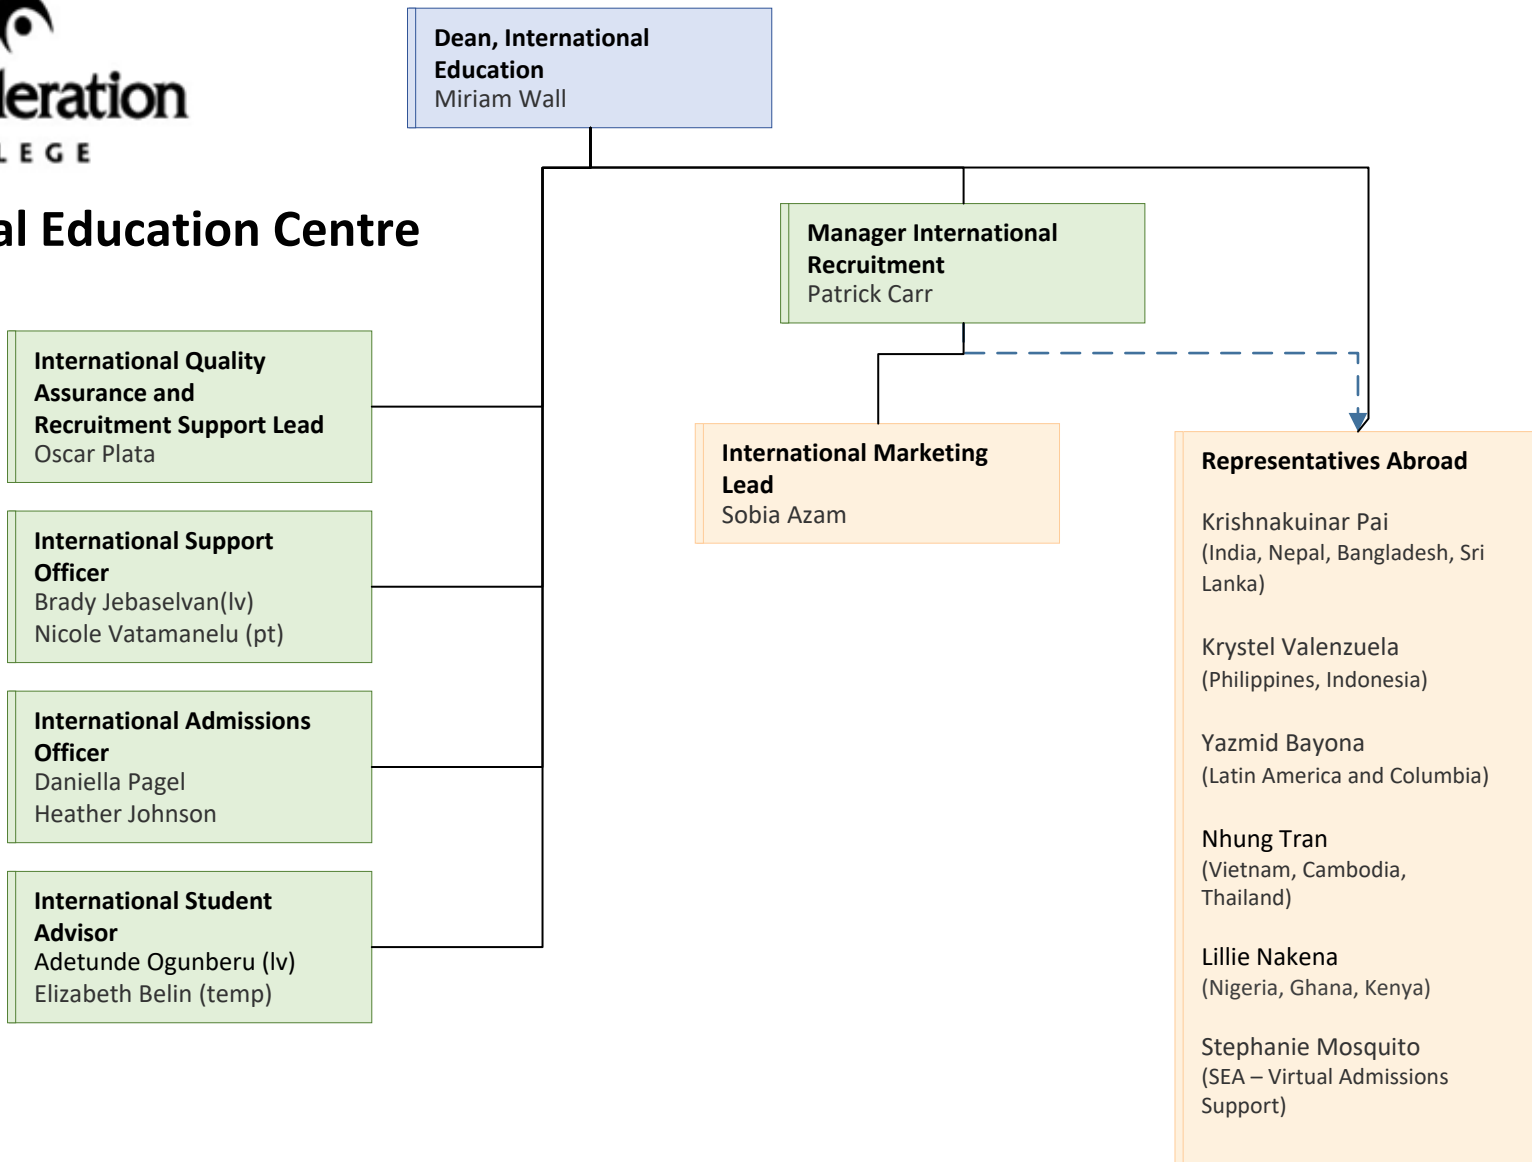 Dean, International
Education
Miriam Wall
leration
LEGE
al Education Centre
Manager International
Recruitment
Patrick Carr
International Quality
Assurance and
Recruitment Support Lead
Oscar Plata
International Support
Officer
Brady Jebaselvan(lv)
Nicole Vatamanelu (pt)
International Admissions
Officer
Daniella Pagel
Heather Johnson
International Student
Advisor
Adetunde Ogunberu (lv)
Elizabeth Belin (temp)
International Marketing
Lead
Sobia Azam
Representatives Abroad
Krishnakuinar Pai
(India, Nepal, Bangladesh, Sri
Lanka)
Krystel Valenzuela
(Philippines, Indonesia)
Yazmid Bayona
(Latin America and Columbia)
Nhung Tran
(Vietnam, Cambodia,
Thailand)
Lillie Nakena
(Nigeria, Ghana, Kenya)
Stephanie Mosquito
(SEA – Virtual Admissions
Support)